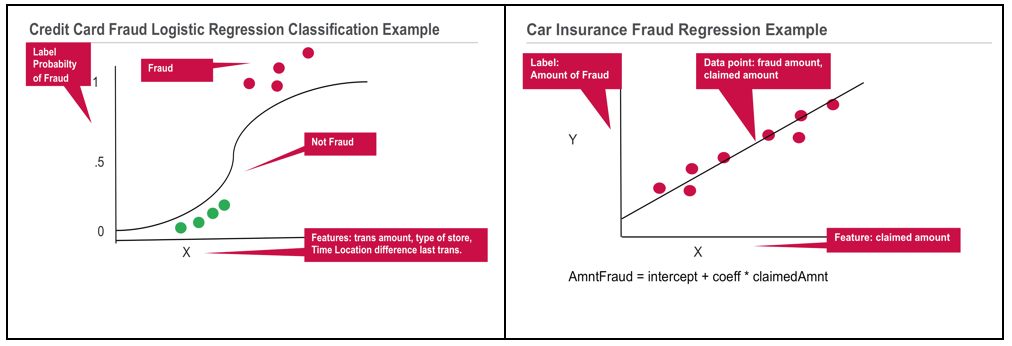 Credit Card Fraud Logistic Regression Classification Example
Label
Probabilty
of Fraud
Fraud
1
Not Fraud
.5
0
X
Features: trans amount, type of store,
Time Location difference last trans.
Car Insurance Fraud Regression Example
Label:
Amount of Fraud
Data point: fraud amount,
claimed amount
Y
X
Feature: claimed amount
AmntFraud = intercept + coeff * claimedAmnt